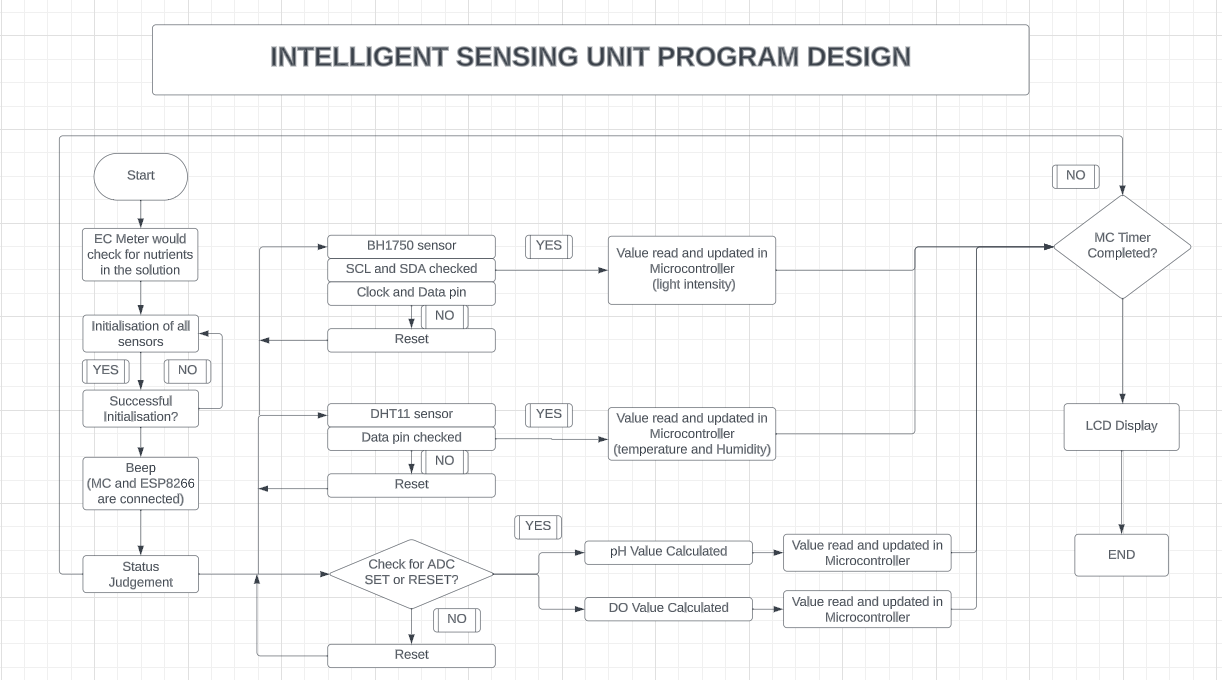 INTELLIGENT SENSING UNIT PROGRAM DESIGN
Start
EC Meter would
check for nutrients
in the solution
Initialisation of all
sensors
YES
NO
Successful
Initialisation?
Beep
(MC and ESP8266
are connected)
Status
Judgement
BH1750 sensor
SCL and SDA checked
Clock and Data pin
NO
Reset
YES
Value read and updated in
Microcontroller
(light intensity)
DHT11 sensor
Data pin checked
NO
Reset
YES
Value read and updated in
Microcontroller
(temperature and Humidity)
Check for ADC
SET or RESET?
NO
Reset
YES
pH Value Calculated
Value read and updated in
Microcontroller
DO Value Calculated
Value read and updated in
Microcontroller
NO
MC Timer
Completed?
LCD Display
END